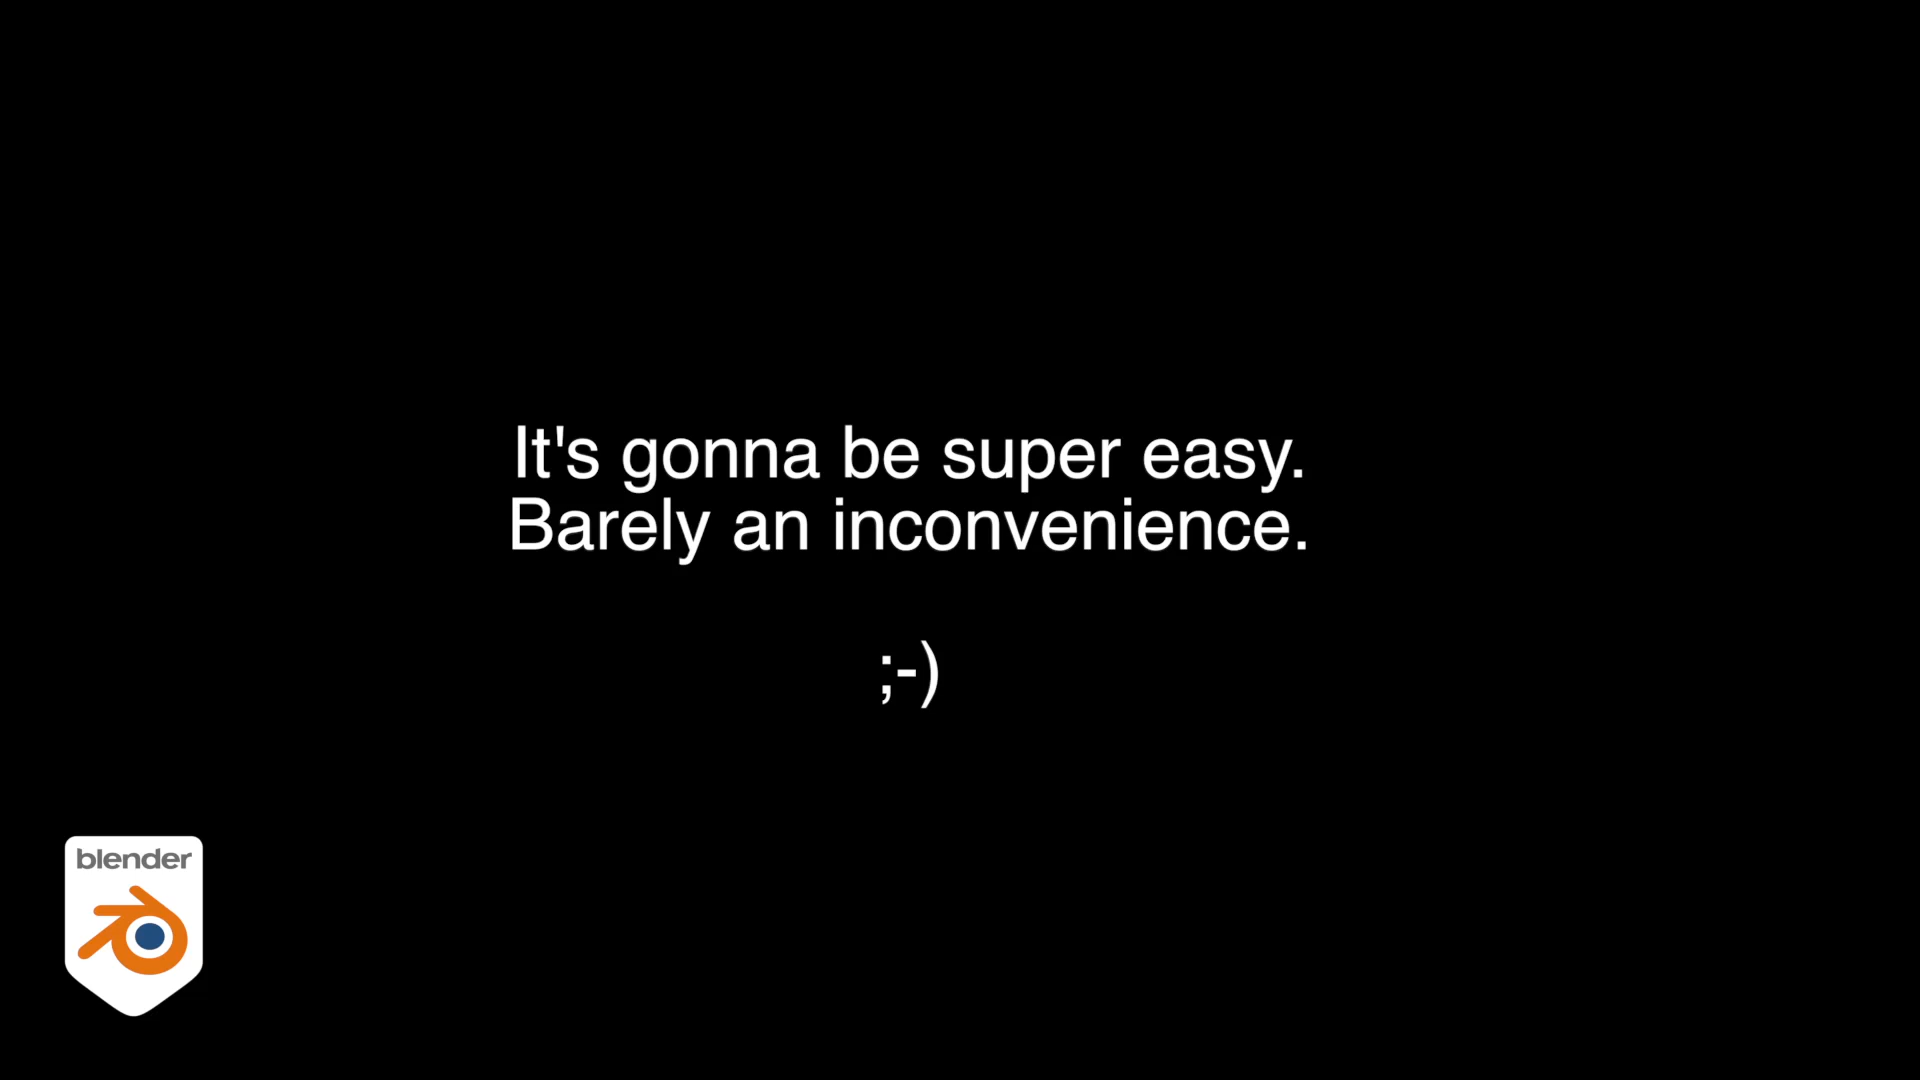 It's gonna be super easy.
Barely an inconvenience.
;-)
blender